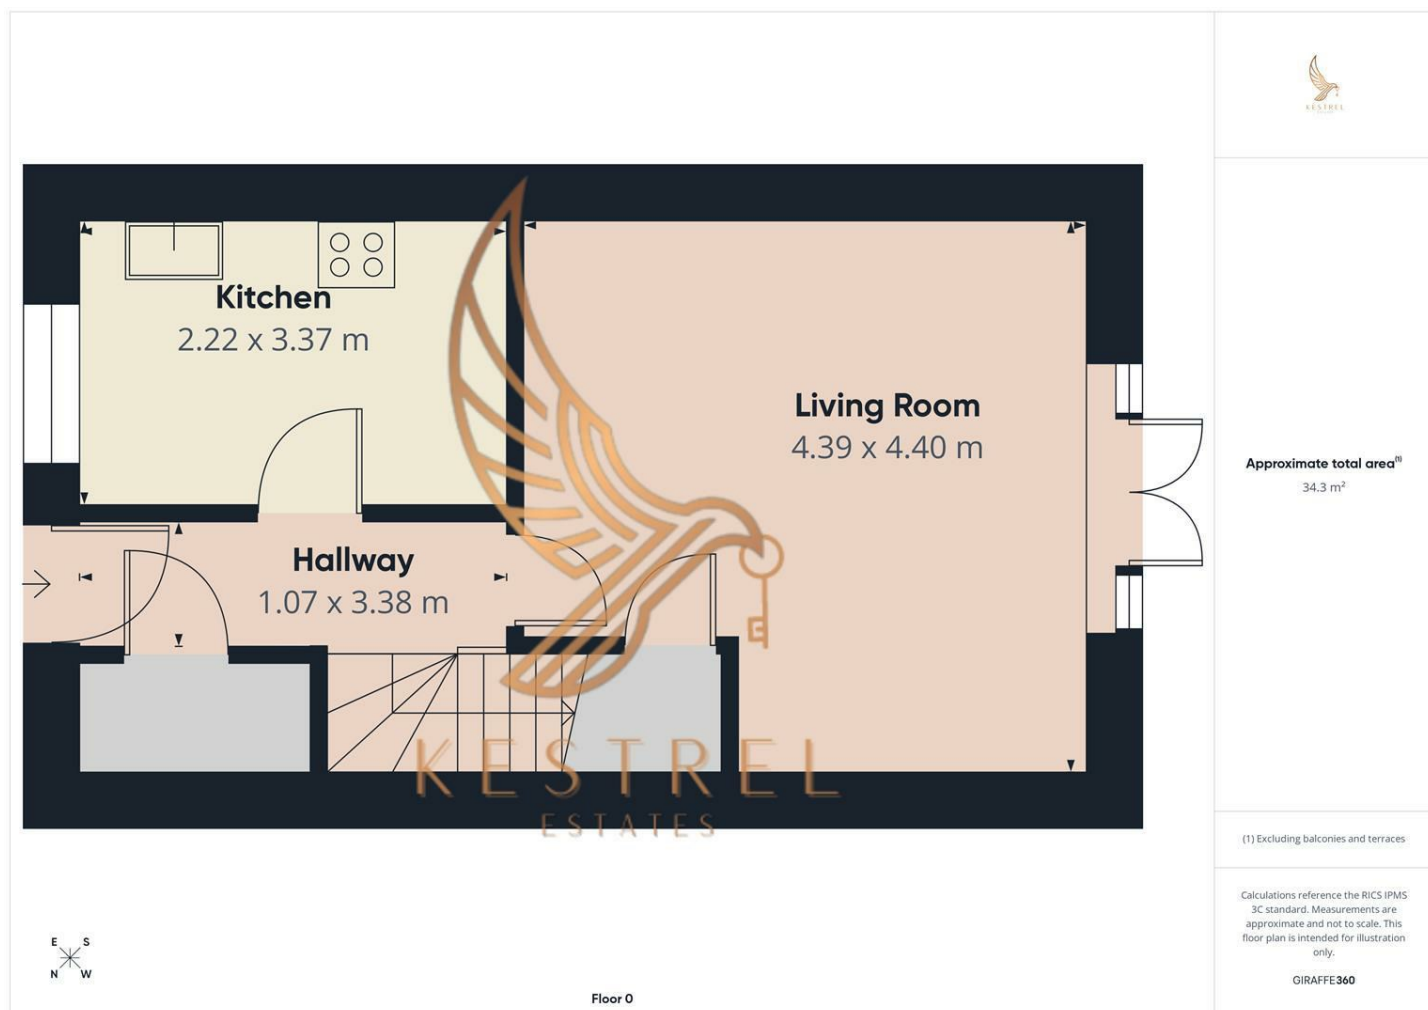 KESTREL
ESTATES
Kitchen
2.22 x 3.37 m
Living Room
4.39 x 4.40 m
Hallway
1.07 x 3.38 m
KESTREL
ESTATES
Approximate total area(1)
34.3 m²
(1) Excluding balconies and terraces
Calculations reference the RICS IPMS
3C standard. Measurements are
approximate and not to scale. This
floor plan is intended for illustration
only.
GIRAFFE360
E S
N W
Floor 0